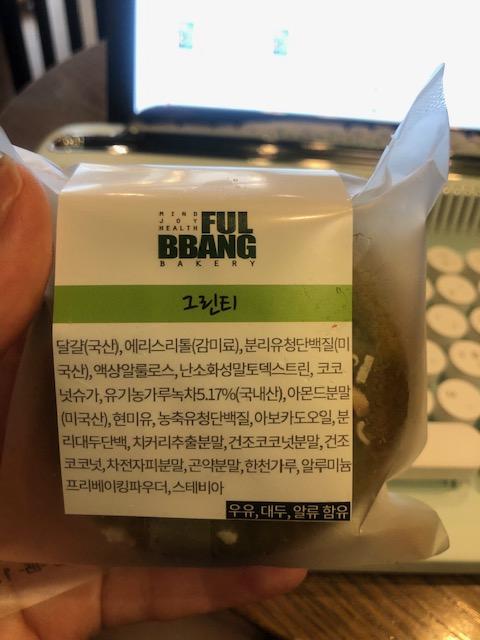 MIND
JOY
HEALTH
FUL
BBANG
BAKERY
그린티
달걀(국산), 에리스리톨(감미료), 분리유청단백질(미
국산), 액상알룰로스, 난소화성말토덱스트린, 코코
넛슈가, 유기농가루녹차5.17%(국내산), 아몬드분말
(미국산), 현미유, 농축유청단백질, 아보카도오일, 분
리대두단백, 치커리추출분말, 건조코코넛분말, 건조
코코넛, 차전자피분말, 곤약분말, 한천가루, 알루미늄
프리베이킹파우더, 스테비아
우유, 대두, 알류 함유